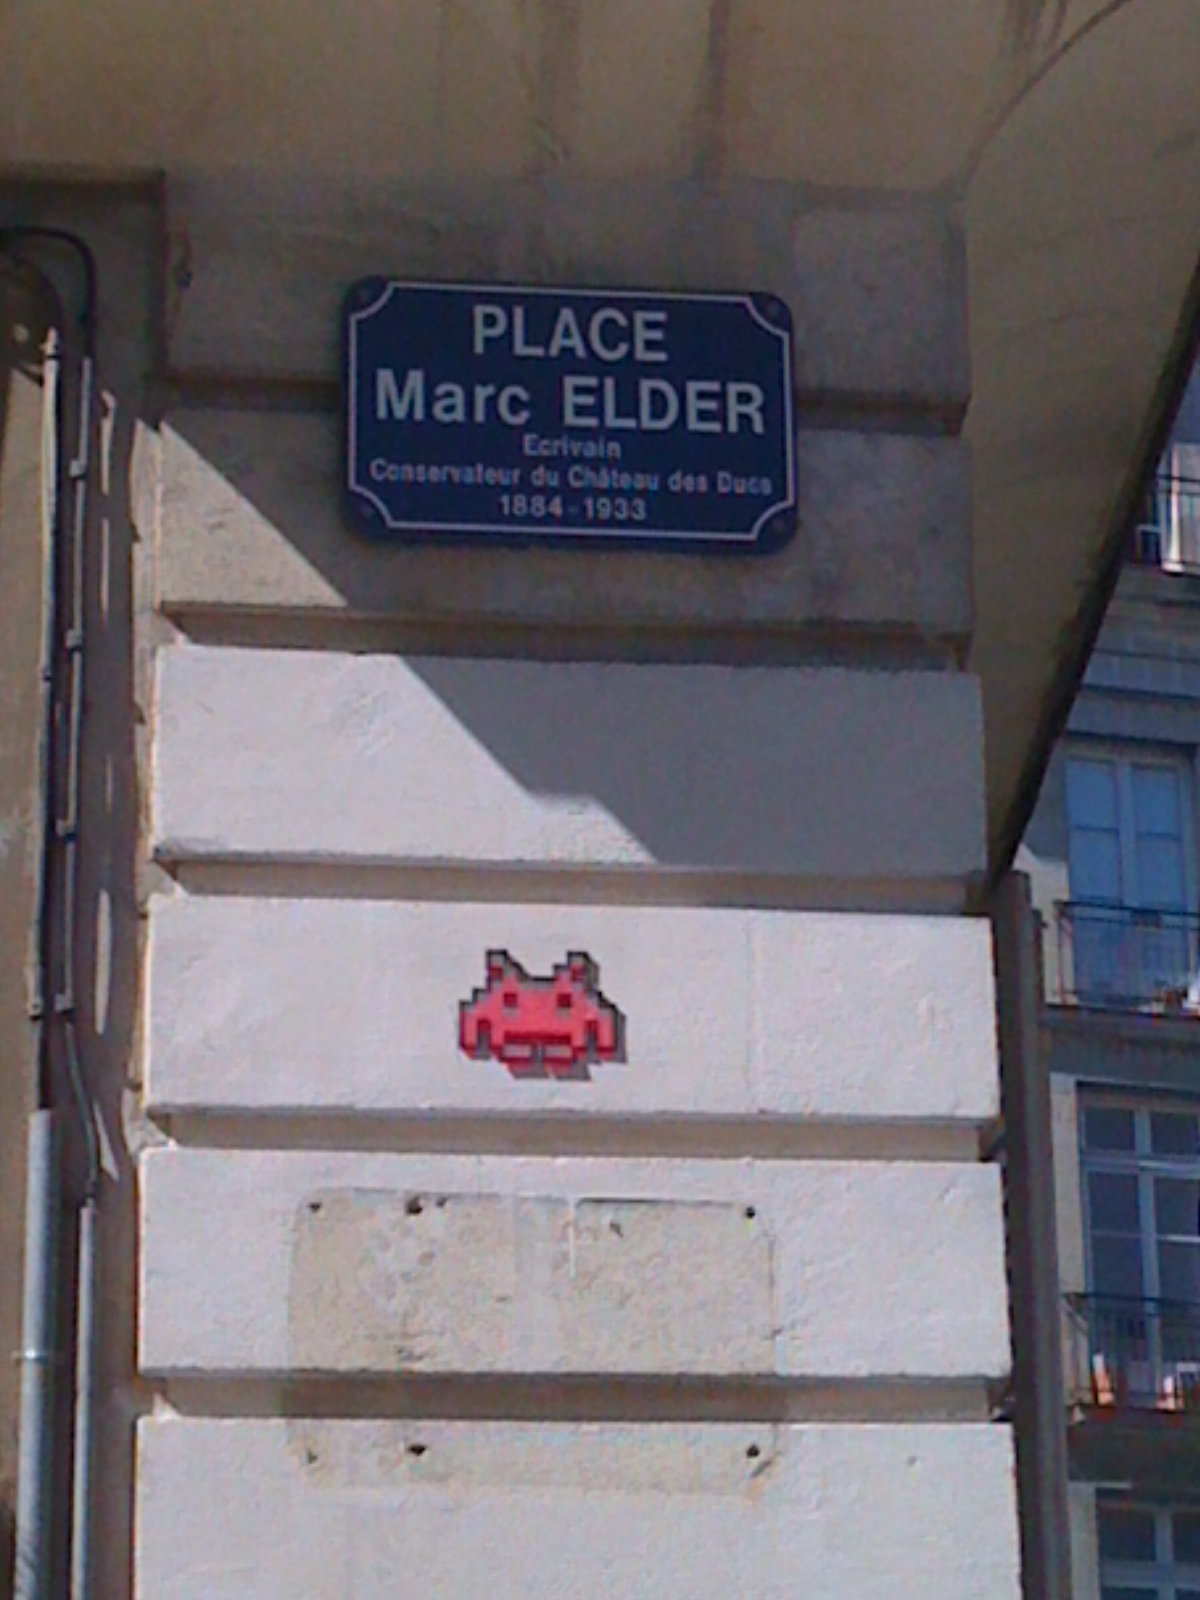 PLACE
Marc ELDER
Ecrivain
Conservateur du Château des Ducs
1884-1933